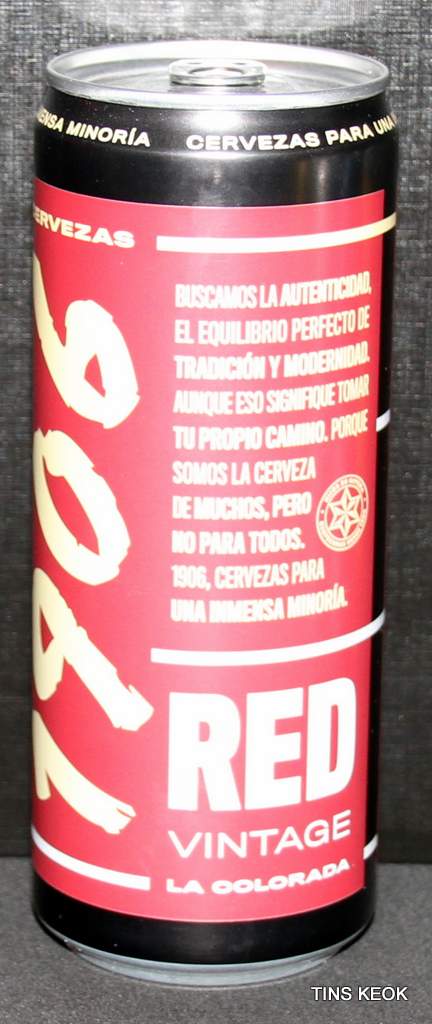 ENSA MINORÍA CERVEZAS PARA UNA
CERVEZAS
1906
BUSCAMOS LA AUTENTICIDAD,
EL EQUILIBRIO PERFECTO DE
TRADICIÓN Y MODERNIDAD.
AUNQUE ESO SIGNIFIQUE TOMAR
TU PROPIO CAMINO. PORQUE
SOMOS LA CERVEZA
DE MUCHOS, PERO
NO PARA TODOS.
1906, CERVEZAS PARA
UNA INMENSA MINORÍA.
RED
VINTAGE
LA COLORADA
TINS KEOK